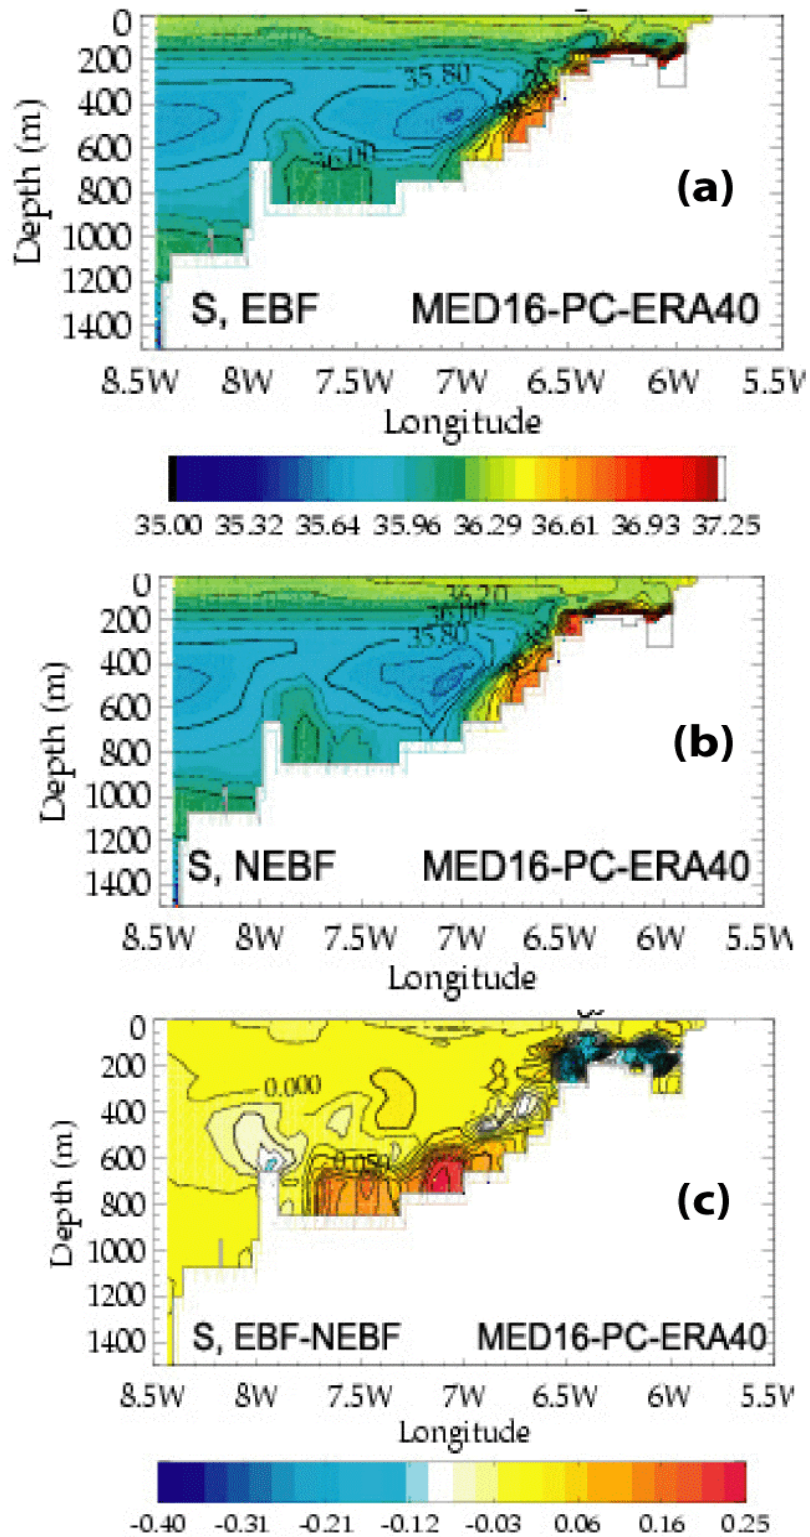 0
200
400
600
800
1000
1200
1400
Depth (m)
35.80
36.00
(a)
S, EBF MED16-PC-ERA40
8.5W 8W 7.5W 7W 6.5W 6W 5.5W
Longitude
35.00 35.32 35.64 35.96 36.29 36.61 36.93 37.25
0
200
400
600
800
1000
1200
1400
Depth (m)
36.20
36.00
35.80
(b)
S, NEBF MED16-PC-ERA40
8.5W 8W 7.5W 7W 6.5W 6W 5.5W
Longitude
0
200
400
600
800
1000
1200
1400
Depth (m)
0.000
0.050
(c)
S, EBF-NEBF MED16-PC-ERA40
8.5W 8W 7.5W 7W 6.5W 6W 5.5W
Longitude
-0.40 -0.31 -0.21 -0.12 -0.03 0.06 0.16 0.25